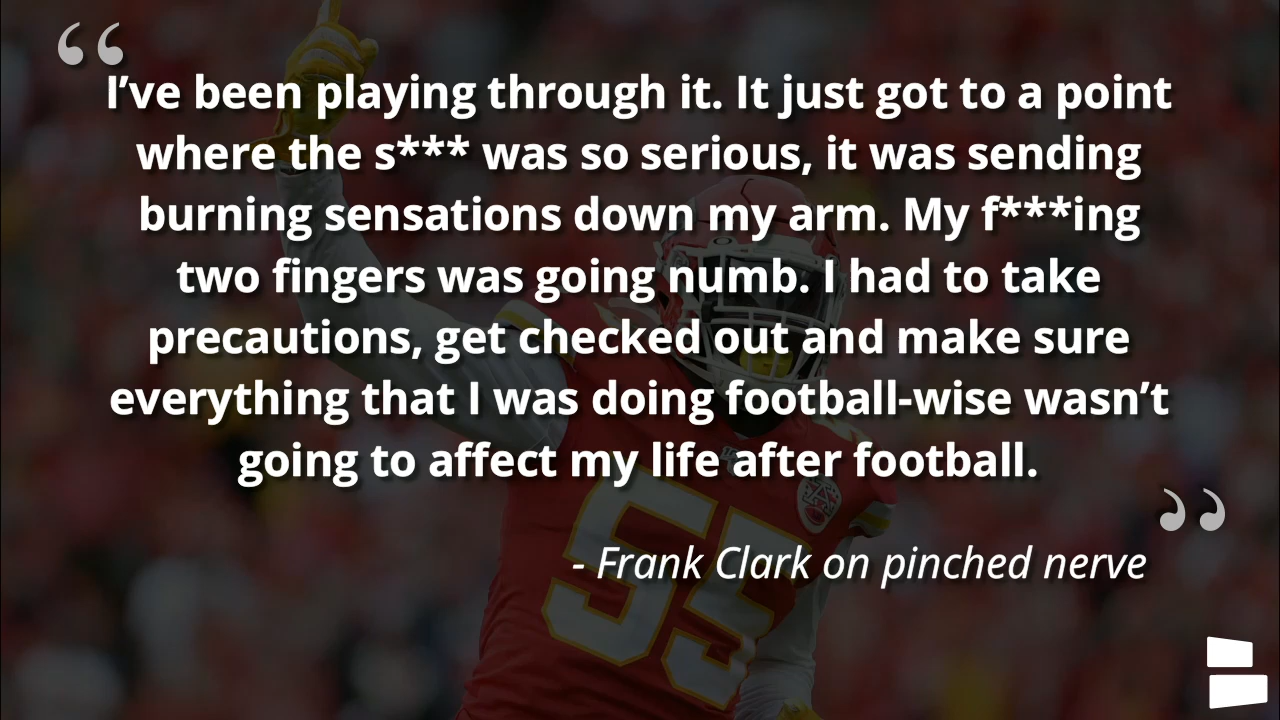 “
I’ve been playing through it. It just got to a point
where the s*** was so serious, it was sending
burning sensations down my arm. My f***ing
two fingers was going numb. I had to take
precautions, get checked out and make sure
everything that I was doing football-wise wasn’t
going to affect my life after football.
”
- Frank Clark on pinched nerve
55